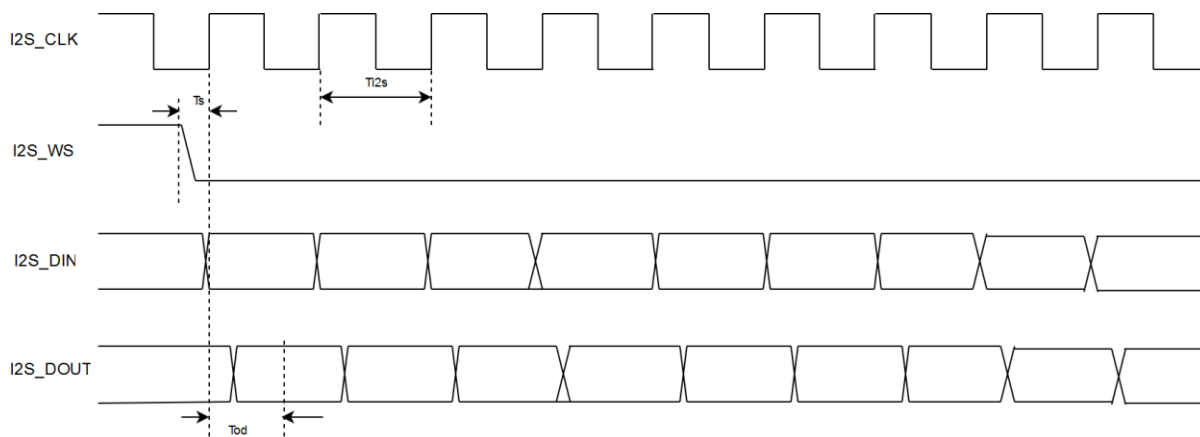 I2S_CLK
Ts
TI2s
I2S_WS
I2S_DIN
I2S_DOUT
Tod